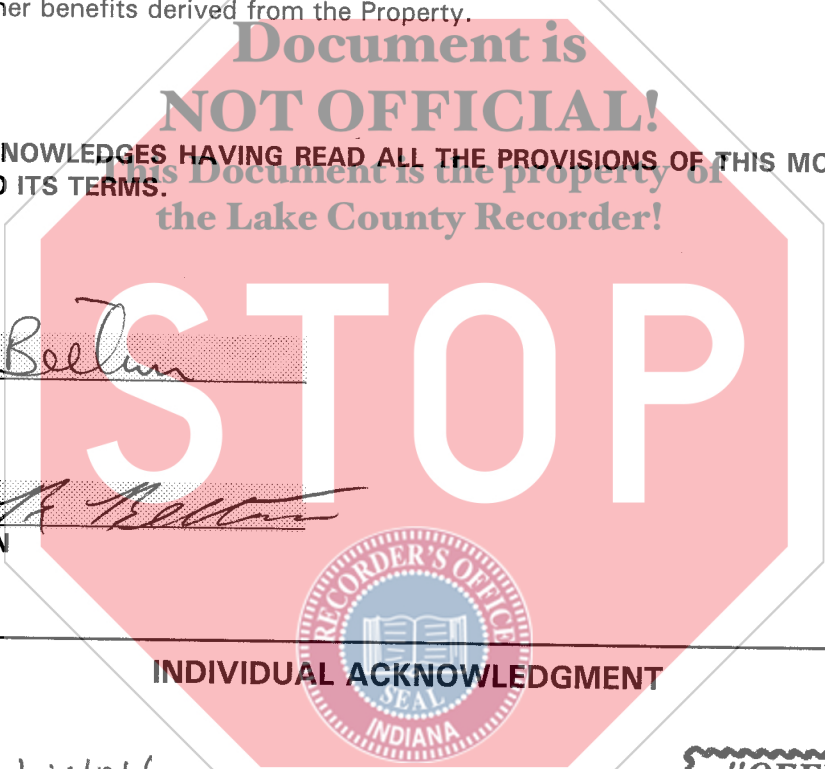 her benefits derived from the Property.
Document is
NOT OFFICIAL!
NOWLEDGES HAVING READ ALL THE PROVISIONS OF THIS MO
This Document is the property of
ITS TERMS.
the Lake County Recorder!
STOP
N
RECORDER'S OFFICE
INDIVIDUAL ACKNOWLEDGMENT
SEAL
INDIANA